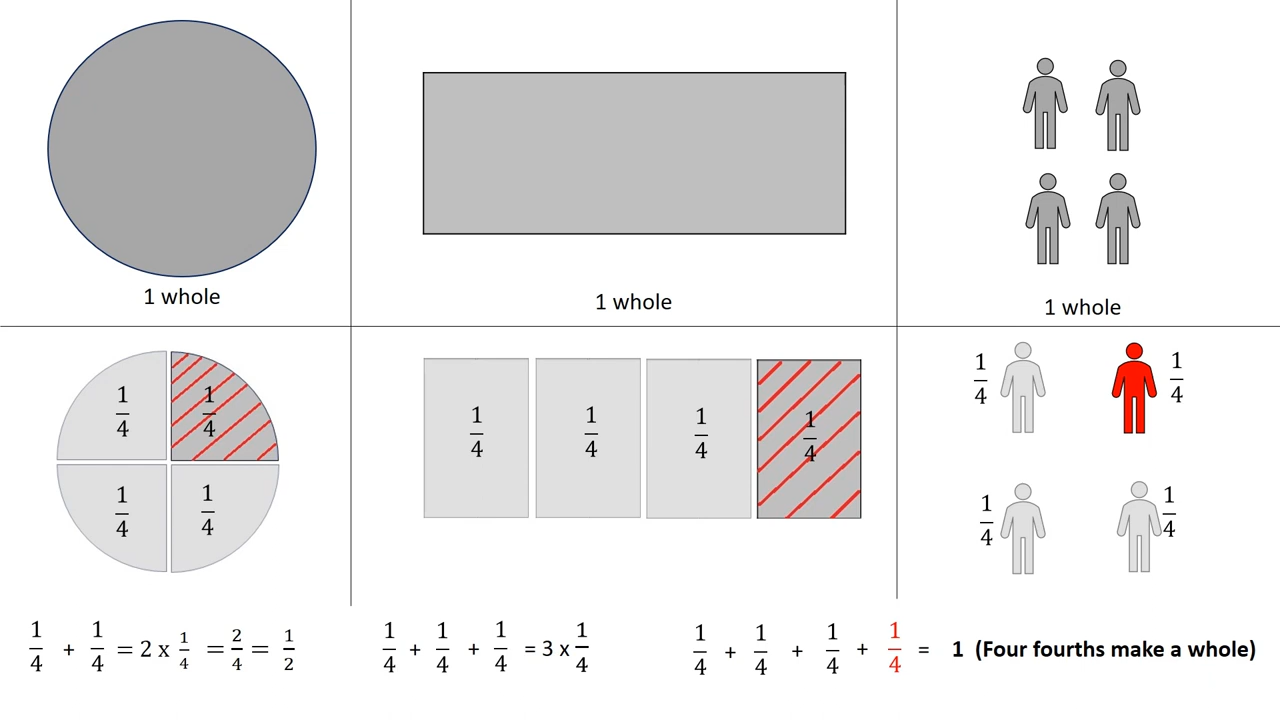 1 whole
1 whole
1 whole
1/4 1/4
1/4 1/4
1/4 1/4 1/4 1/4
1/4 1/4
1/4 1/4
1/4 + 1/4 = 2 x 1/4 = 2/4 = 1/2
1/4 + 1/4 + 1/4 = 3 x 1/4
1/4 + 1/4 + 1/4 + 1/4 = 1 (Four fourths make a whole)